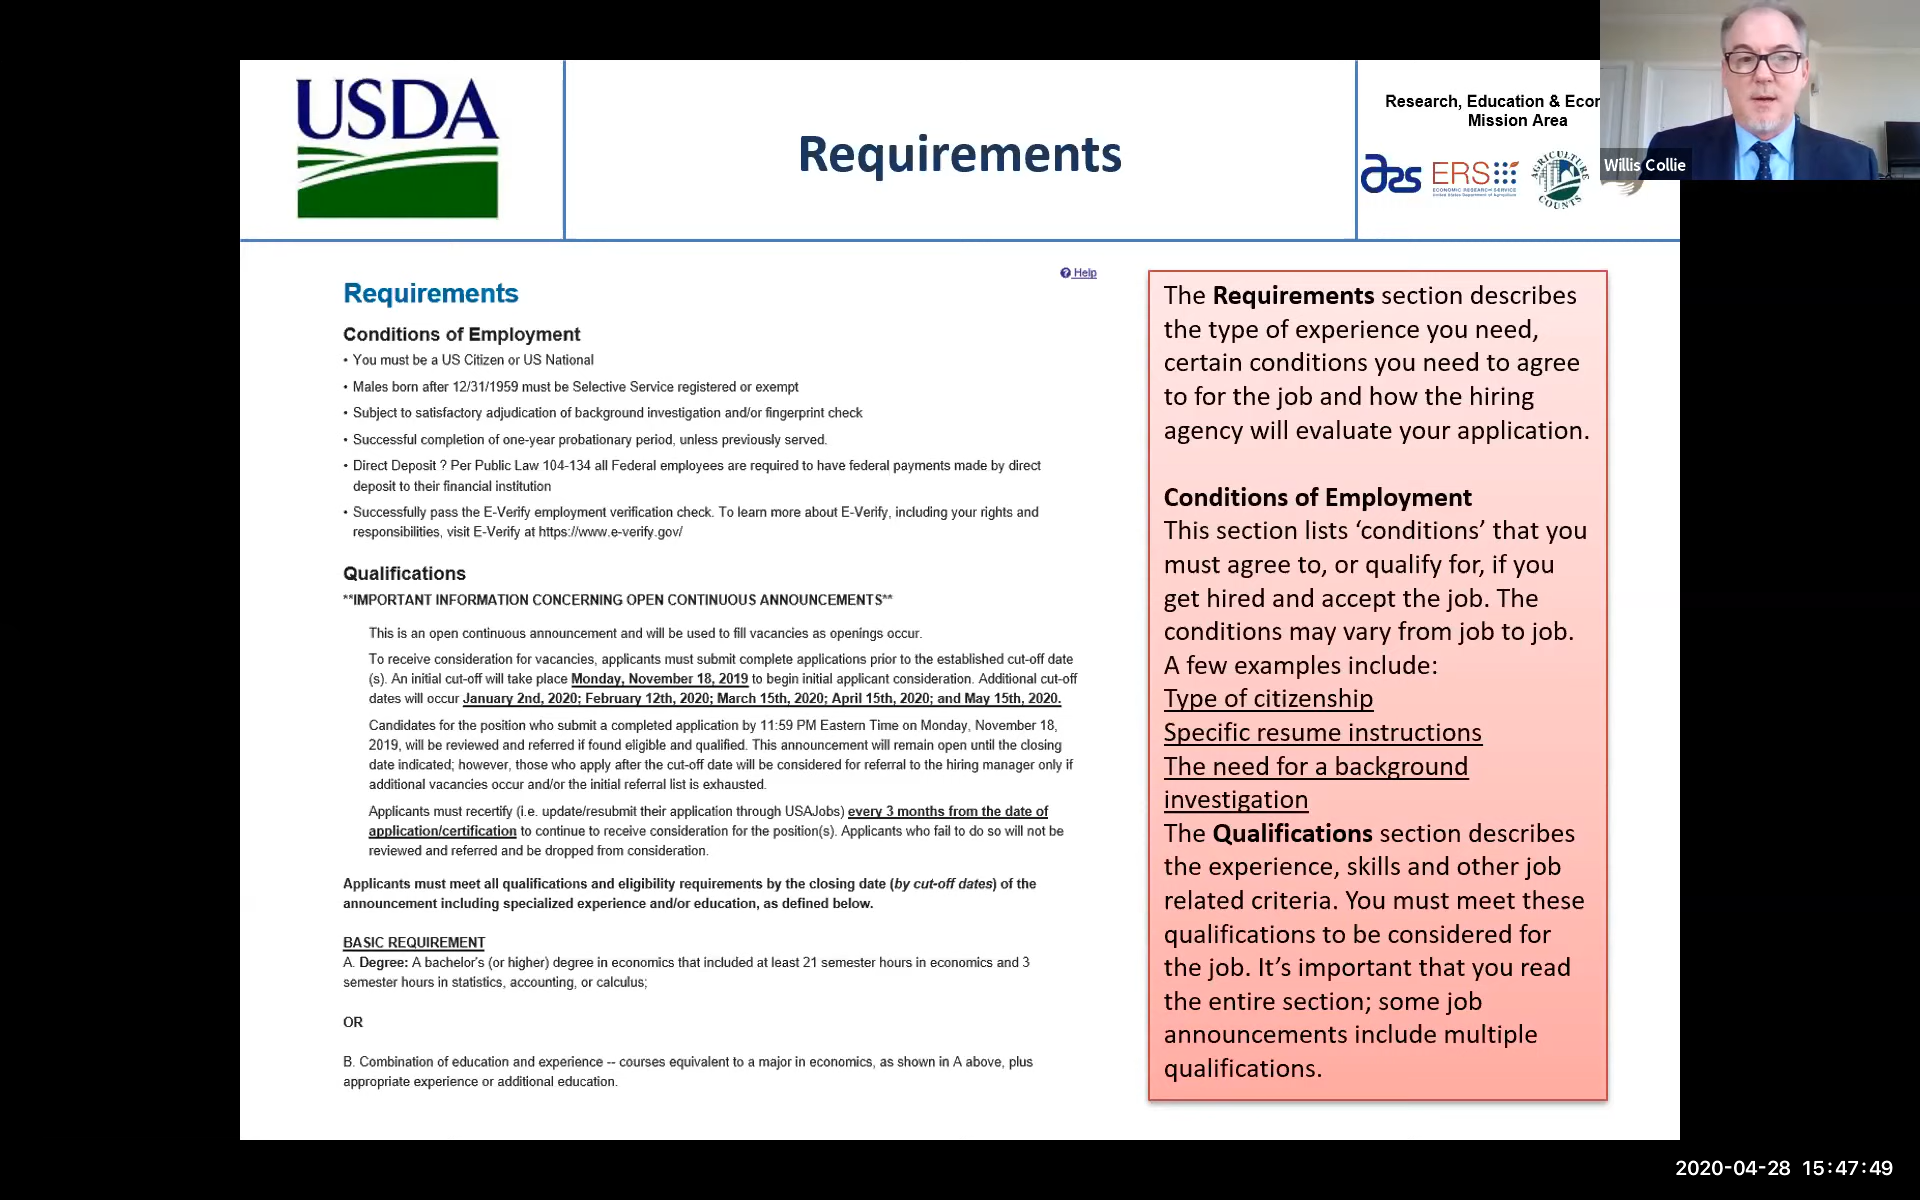 USDA
Requirements
Research, Education & Econ
Mission Area
ars
ERS
ECONOMIC RESEARCH SERVICE
United States Department of Agriculture
AGRICULTURE
COUNTS
Willis Collie
Help
Requirements
Conditions of Employment
• You must be a US Citizen or US National
• Males born after 12/31/1959 must be Selective Service registered or exempt
• Subject to satisfactory adjudication of background investigation and/or fingerprint check
• Successful completion of one-year probationary period, unless previously served.
• Direct Deposit ? Per Public Law 104-134 all Federal employees are required to have federal payments made by direct
deposit to their financial institution
• Successfully pass the E-Verify employment verification check. To learn more about E-Verify, including your rights and
responsibilities, visit E-Verify at https://www.e-verify.gov/
Qualifications
**IMPORTANT INFORMATION CONCERNING OPEN CONTINUOUS ANNOUNCEMENTS**
This is an open continuous announcement and will be used to fill vacancies as openings occur.
To receive consideration for vacancies, applicants must submit complete applications prior to the established cut-off date
(s). An initial cut-off will take place Monday, November 18, 2019 to begin initial applicant consideration. Additional cut-off
dates will occur January 2nd, 2020; February 12th, 2020; March 15th, 2020; April 15th, 2020; and May 15th, 2020.
Candidates for the position who submit a completed application by 11:59 PM Eastern Time on Monday, November 18,
2019, will be reviewed and referred if found eligible and qualified. This announcement will remain open until the closing
date indicated; however, those who apply after the cut-off date will be considered for referral to the hiring manager only if
additional vacancies occur and/or the initial referral list is exhausted.
Applicants must recertify (i.e. update/resubmit their application through USAJobs) every 3 months from the date of
application/certification to continue to receive consideration for the position(s). Applicants who fail to do so will not be
reviewed and referred and be dropped from consideration.
Applicants must meet all qualifications and eligibility requirements by the closing date (by cut-off dates) of the
announcement including specialized experience and/or education, as defined below.
BASIC REQUIREMENT
A. Degree: A bachelor's (or higher) degree in economics that included at least 21 semester hours in economics and 3
semester hours in statistics, accounting, or calculus;
OR
B. Combination of education and experience -- courses equivalent to a major in economics, as shown in A above, plus
appropriate experience or additional education.
The Requirements section describes
the type of experience you need,
certain conditions you need to agree
to for the job and how the hiring
agency will evaluate your application.
Conditions of Employment
This section lists ‘conditions’ that you
must agree to, or qualify for, if you
get hired and accept the job. The
conditions may vary from job to job.
A few examples include:
Type of citizenship
Specific resume instructions
The need for a background
investigation
The Qualifications section describes
the experience, skills and other job
related criteria. You must meet these
qualifications to be considered for
the job. It’s important that you read
the entire section; some job
announcements include multiple
qualifications.
2020-04-28 15:47:49